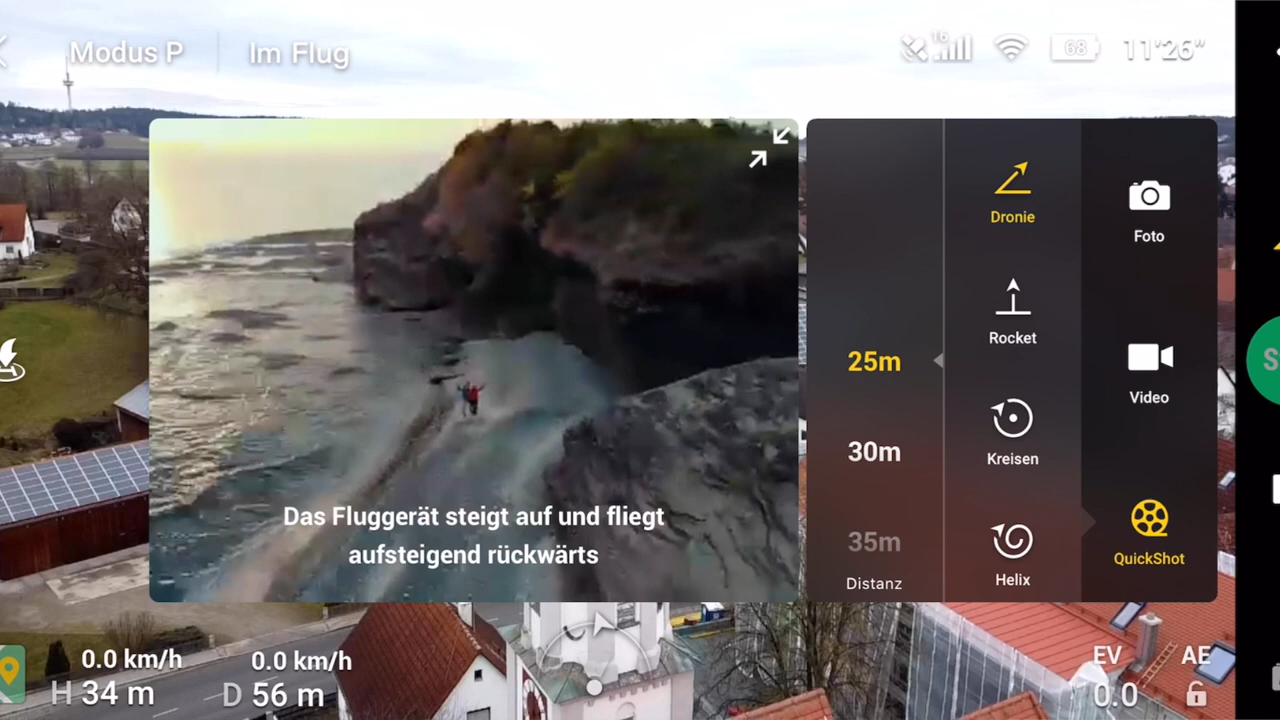 Modus P
Im Flug
16
68
11'26"
Dronie
Foto
Rocket
25m
Video
30m
Kreisen
Das Fluggerät steigt auf und fliegt
aufsteigend rückwärts
35m
QuickShot
Distanz
Helix
0.0 km/h
0.0 km/h
EV
AE
H 34 m
D 56 m
0.0
S